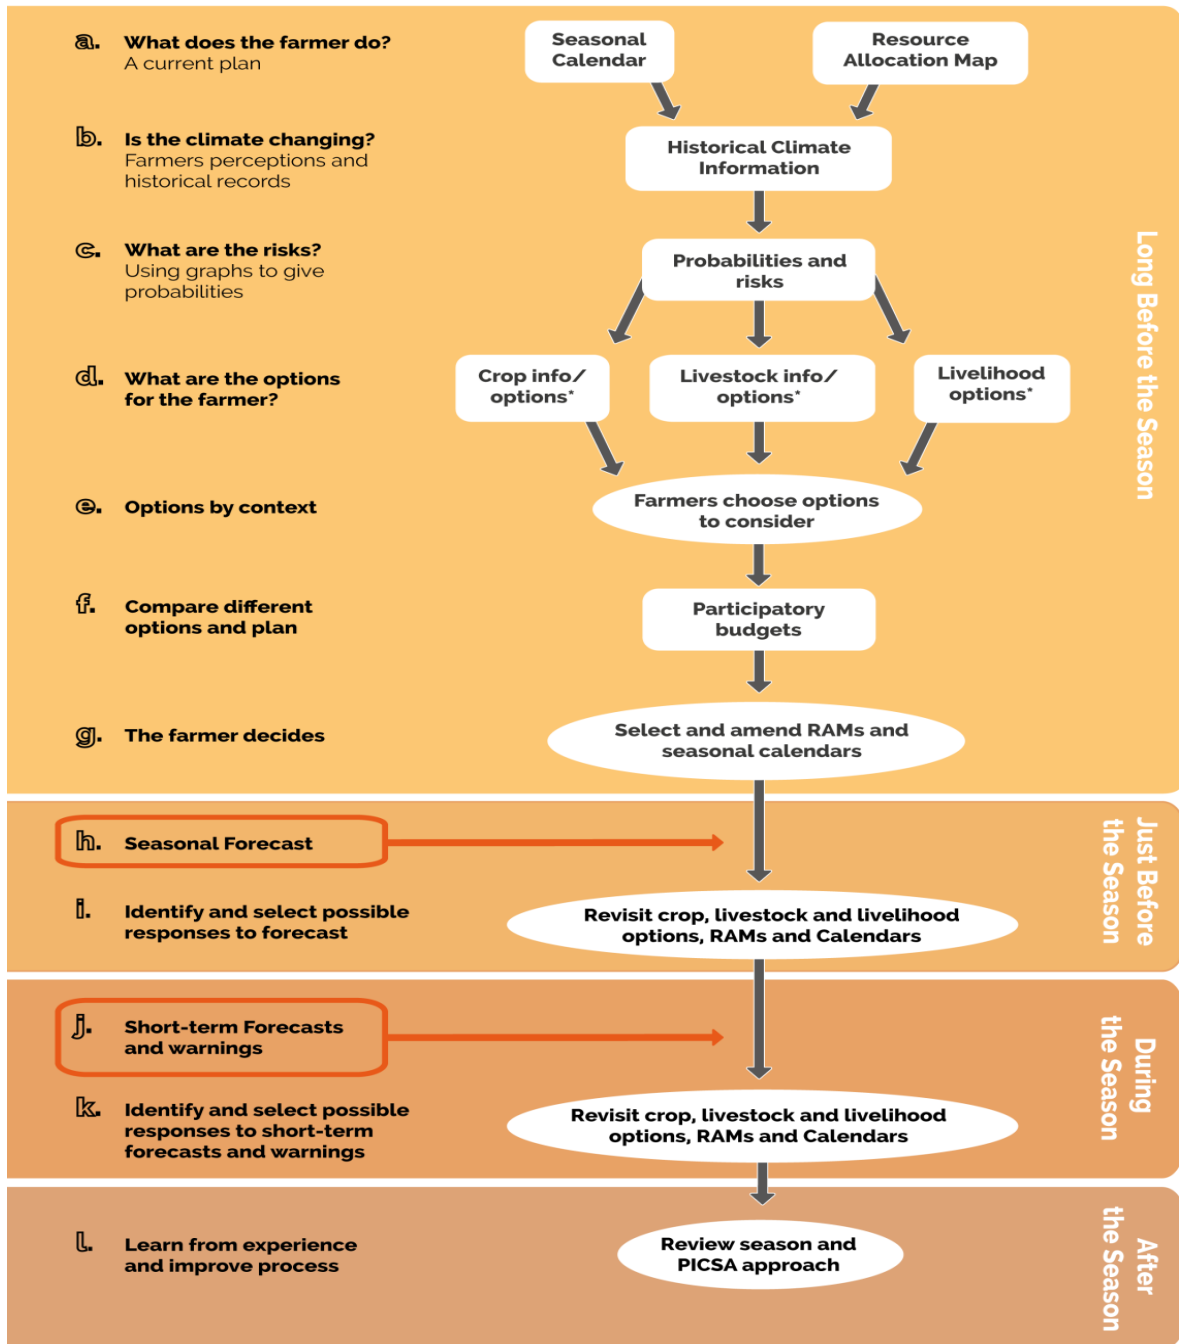 a. What does the farmer do?
A current plan
Seasonal
Calendar
Resource
Allocation Map
b. Is the climate changing?
Farmers perceptions and
historical records
Historical Climate
Information
c. What are the risks?
Using graphs to give
probabilities
Probabilities and
risks
d. What are the options
for the farmer?
Crop info/
options*
Livestock info/
options*
Livelihood
options*
e. Options by context
Farmers choose options
to consider
f. Compare different
options and plan
Participatory
budgets
g. The farmer decides
Select and amend RAMs and
seasonal calendars
Long Before the Season
h. Seasonal Forecast
i. Identify and select possible
responses to forecast
Revisit crop, livestock and livelihood
options, RAMs and Calendars
Just Before
the Season
j. Short-term Forecasts
and warnings
k. Identify and select possible
responses to short-term
forecasts and warnings
Revisit crop, livestock and livelihood
options, RAMs and Calendars
During
the Season
l. Learn from experience
and improve process
Review season and
PICSA approach
After
the Season